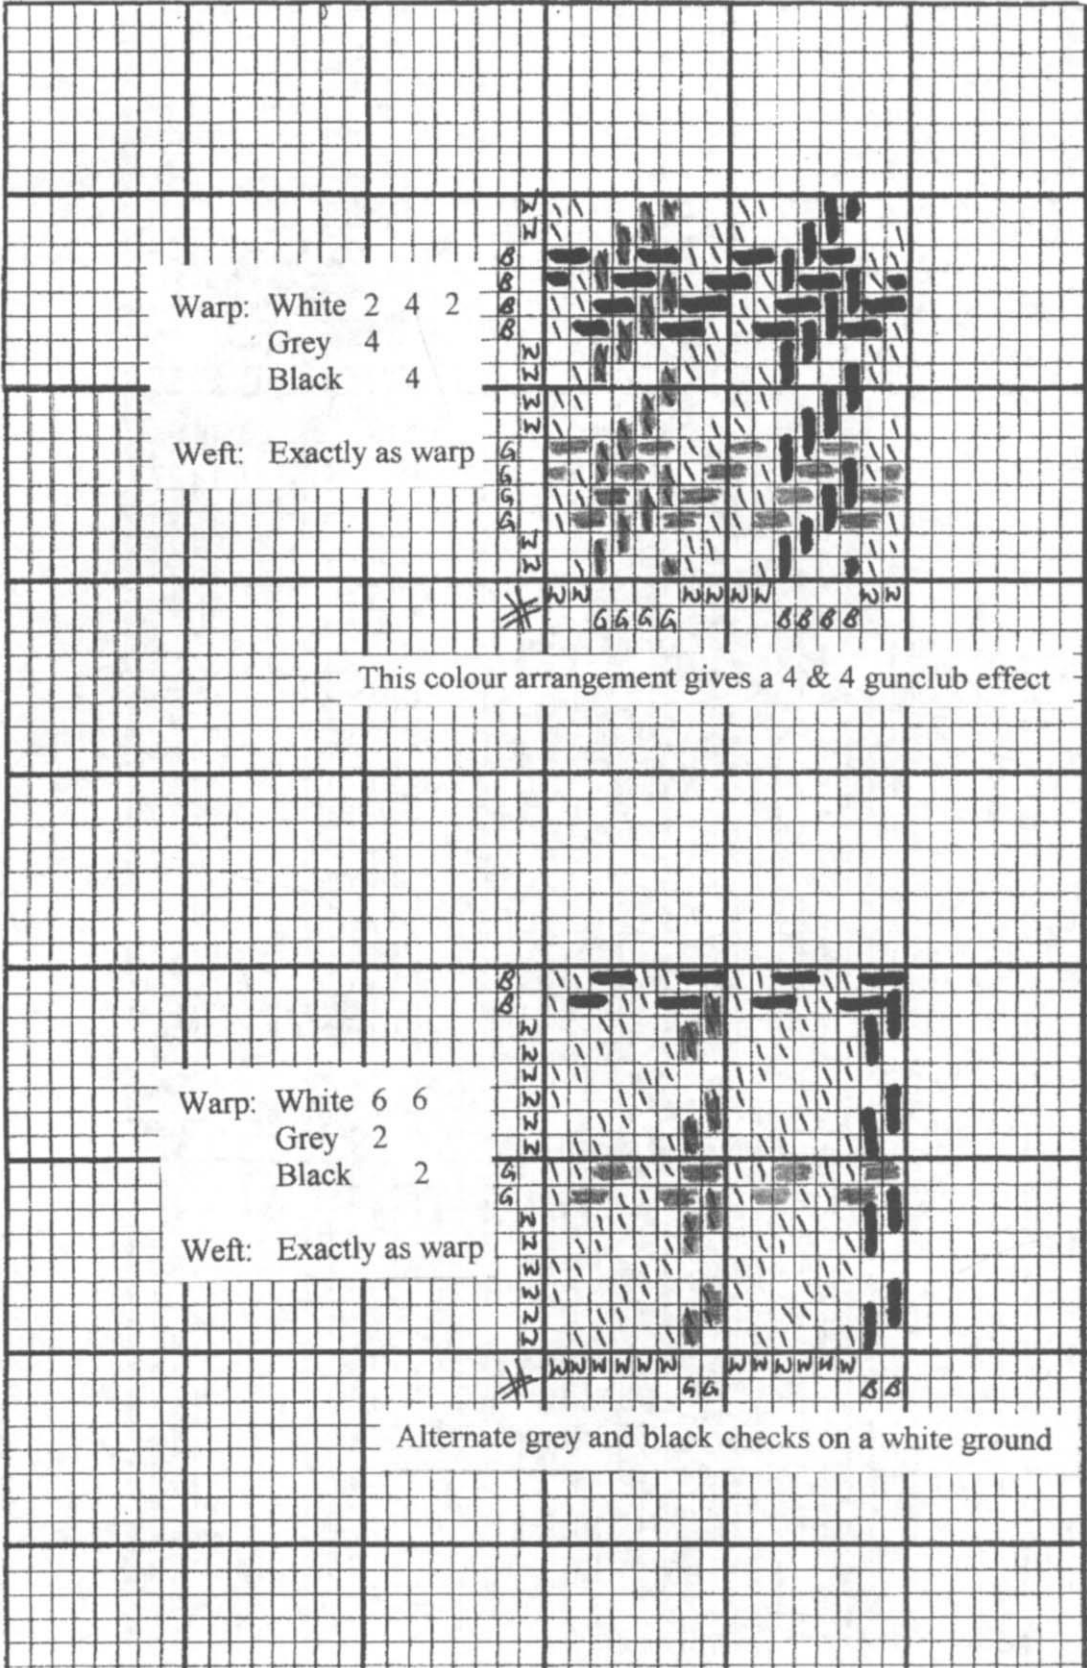 W
W
B
B
B
B
W
W
W
W
G
G
G
G
W
W
Warp: White 2 4 2
Grey 4
Black 4
Weft: Exactly as warp
W W W W W W W W
G G G G B B B B
This colour arrangement gives a 4 & 4 gunclub effect
B
B
W
W
W
W
W
W
G
G
W
W
W
W
W
W
Warp: White 6 6
Grey 2
Black 2
Weft: Exactly as warp
W W W W W W W W W W W W
G G B B
Alternate grey and black checks on a white ground